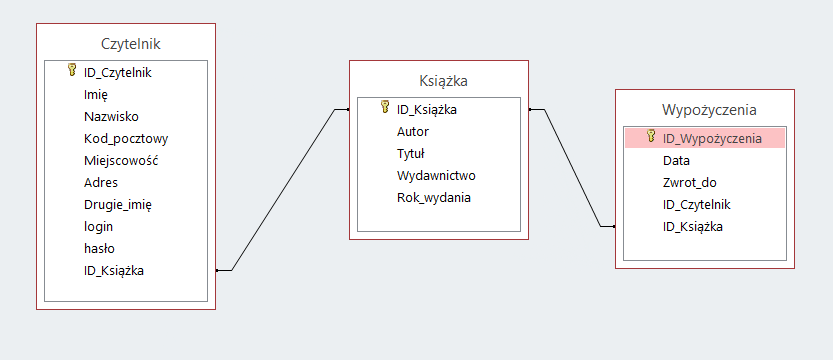 Czytelnik
ID_Czytelnik
Imię
Nazwisko
Kod_pocztowy
Miejscowość
Adres
Drugie_imię
login
hasło
ID_Książka
Książka
ID_Książka
Autor
Tytuł
Wydawnictwo
Rok_wydania
Wypożyczenia
ID_Wypożyczenia
Data
Zwrot_do
ID_Czytelnik
ID_Książka